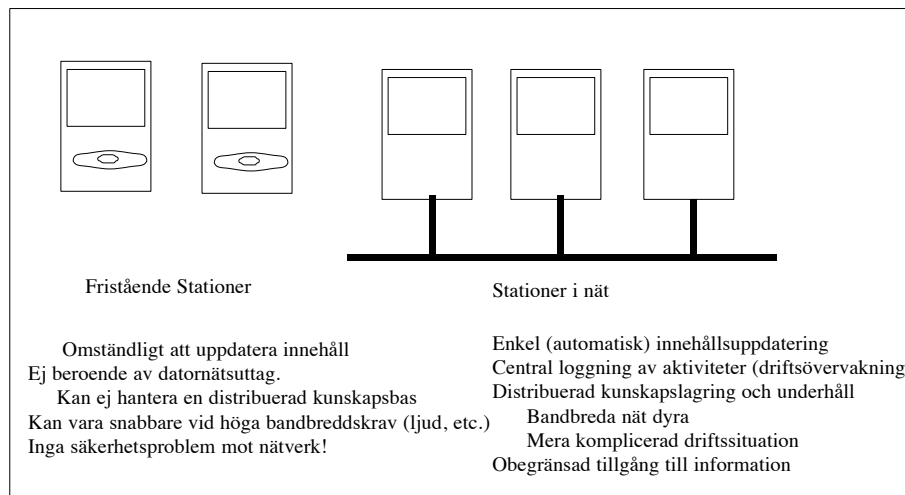 Fristående Stationer
Omständligt att uppdatera innehåll
Ej beroende av datornätsuttag.
Kan ej hantera en distribuerad kunskapsbas
Kan vara snabbare vid höga bandbreddskrav (ljud, etc.)
Inga säkerhetsproblem mot nätverk!
Stationer i nät
Enkel (automatisk) innehållsuppdatering
Central loggning av aktiviteter (driftsövervakning
Distribuerad kunskapslagring och underhåll
Bandbreda nät dyra
Mera komplicerad driftssituation
Obegränsad tillgång till information